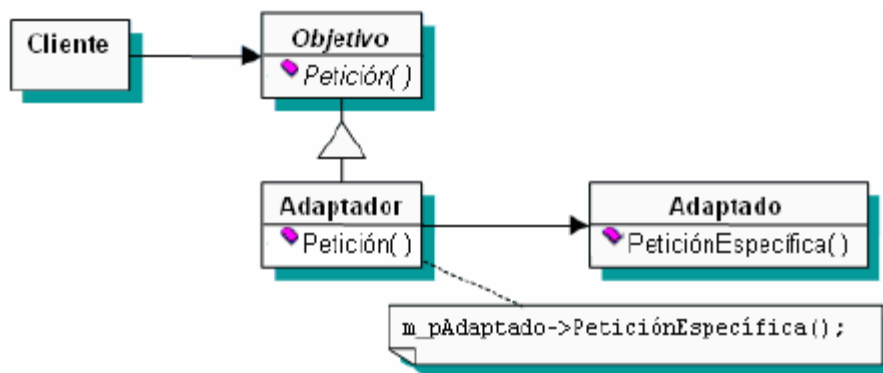 Cliente
Objetivo
Petición()
Adaptador
Petición()
Adaptado
PeticiónEspecífica()
m_pAdaptado->PeticiónEspecífica();